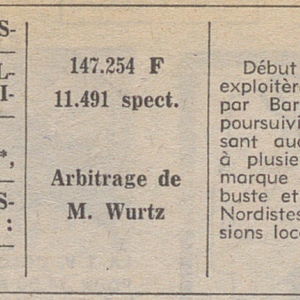 S-
L-
I-
*,
S-
:
147.254 F
11.491 spect.
Arbitrage de
M. Wurtz
Début
exploitèr
par Bar
poursuivi
sant auc
à plusie
marque
buste et
Nordistes
sions loc